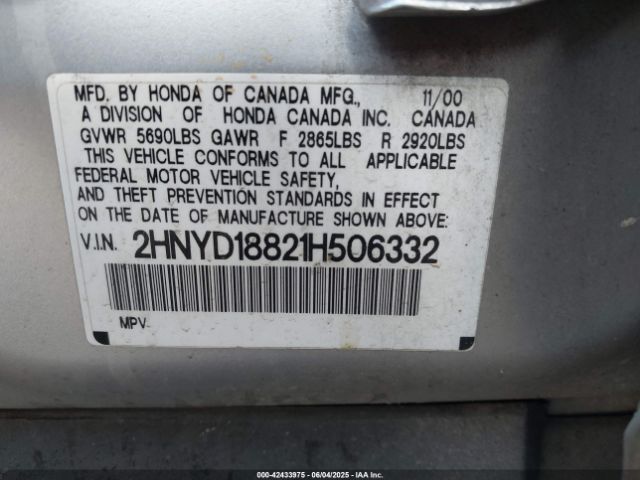 MFD. BY HONDA OF CANADA MFG., 11/00
A DIVISION OF HONDA CANADA INC. CANADA
GVWR 5690LBS GAWR F 2865LBS R 2920LBS
THIS VEHICLE CONFORMS TO ALL APPLICABLE
FEDERAL MOTOR VEHICLE SAFETY,
AND THEFT PREVENTION STANDARDS IN EFFECT
ON THE DATE OF MANUFACTURE SHOWN ABOVE:
V.I.N. 2HNYD18821H506332
MPV
000-42433975 - 06/04/2025 - IAA Inc.